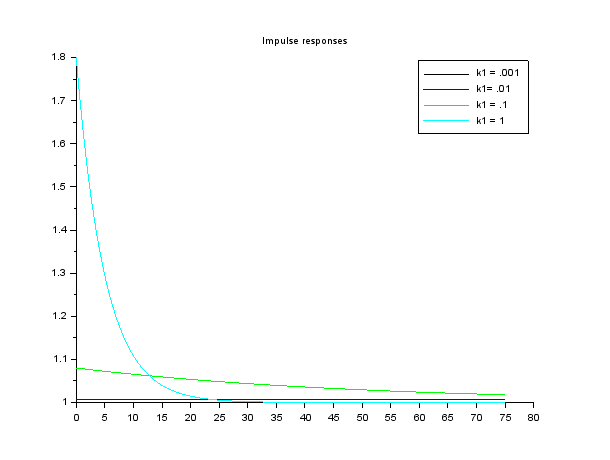 Impulse responses
1.8
k1 = .001
k1= .01
k1 = .1
k1 = 1
1.7
1.6
1.5
1.4
1.3
1.2
1.1
1
0 5 10 15 20 25 30 35 40 45 50 55 60 65 70 75 80